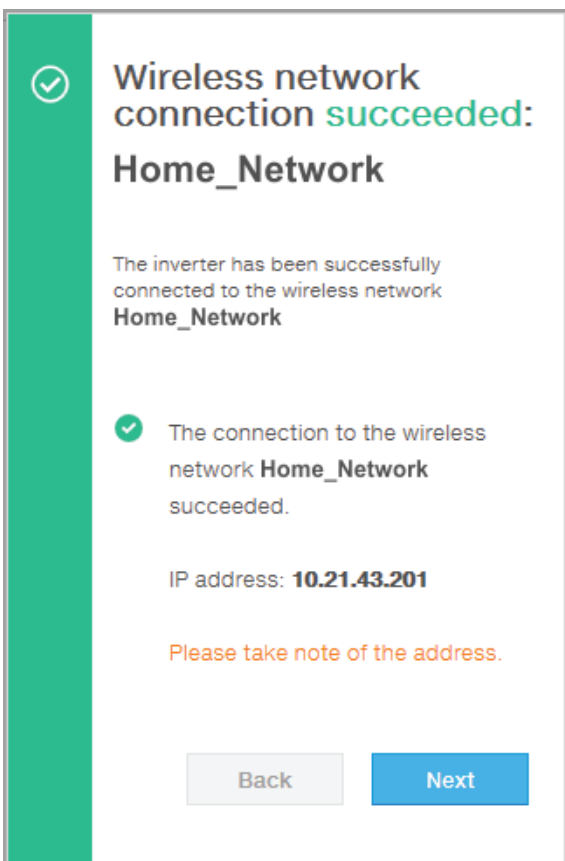 Wireless network
connection succeeded:
Home_Network
The inverter has been successfully
connected to the wireless network
Home_Network
The connection to the wireless
network Home_Network
succeeded.
IP address: 10.21.43.201
Please take note of the address.
Back
Next